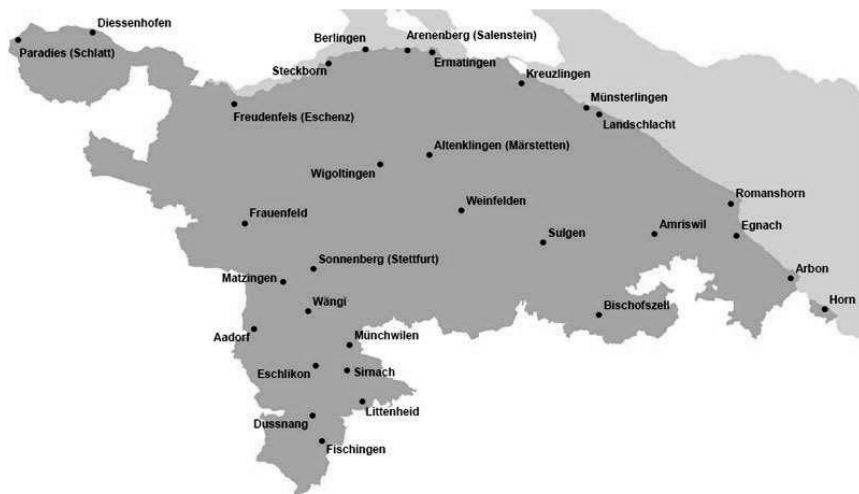 Diessenhofen
Paradies (Schlatt)
Berlingen
Arenenberg (Salenstein)
Steckborn
Ermatingen
Kreuzlingen
Freudenfels (Eschenz)
Münsterlingen
Landschlacht
Altenklingen (Märstetten)
Wigoltingen
Weinfelden
Romanshorn
Frauenfeld
Amriswil
Egnach
Sulgen
Sonnenberg (Stettfurt)
Matzingen
Arbon
Wängi
Bischofszell
Horn
Aadorf
Münchwilen
Eschlikon
Sirnach
Littenheid
Dussnang
Fischingen